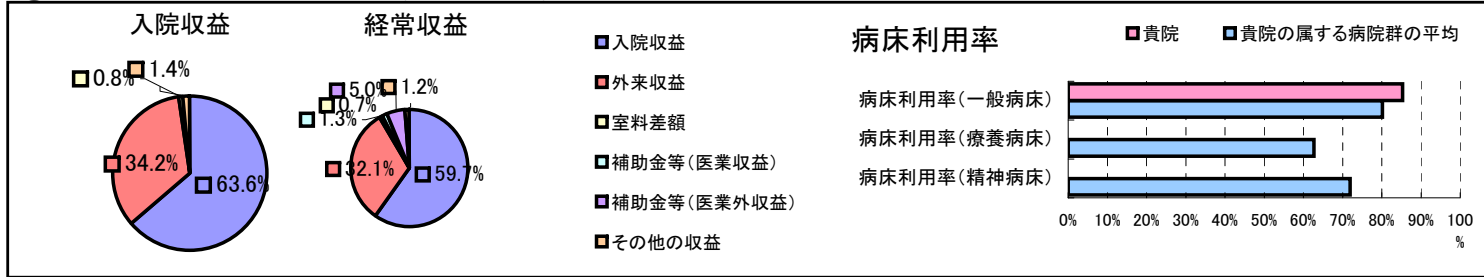 入院収益
0.8%
1.4%
34.2%
63.6%
経常収益
5.0%
1.2%
0.7%
1.3%
32.1%
59.7%
入院収益
外来収益
室料差額
補助金等(医業収益)
補助金等(医業外収益)
その他の収益
病床利用率
貴院
貴院の属する病院群の平均
病床利用率(一般病床)
病床利用率(療養病床)
病床利用率(精神病床)
0% 10% 20% 30% 40% 50% 60% 70% 80% 90% 100
%